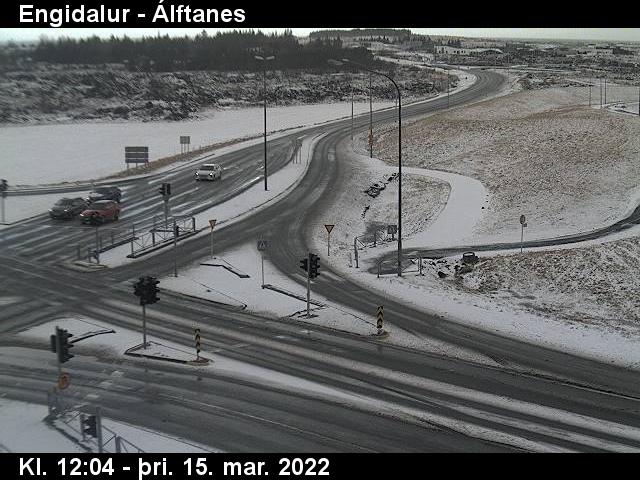 Engidalur - Álftanes
Kl. 12:04 - þri. 15. mar. 2022